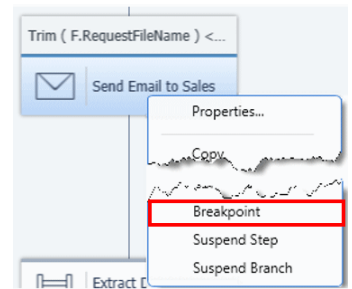 Trim ( F.RequestFileName ) <...
Send Email to Sales
Properties...
Copy
Breakpoint
Suspend Step
Suspend Branch
Extract D